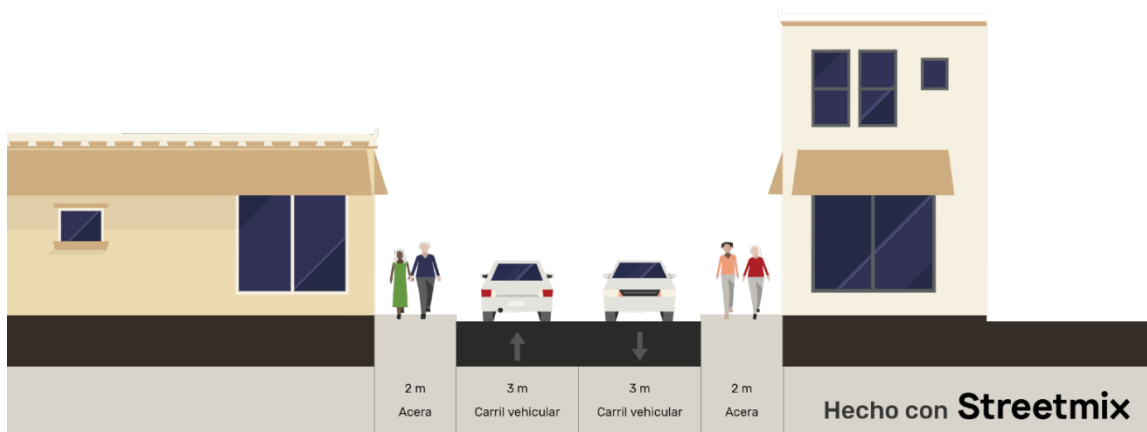 2 m
Acera
3 m
Carril vehicular
3 m
Carril vehicular
2 m
Acera
Hecho con Streetmix